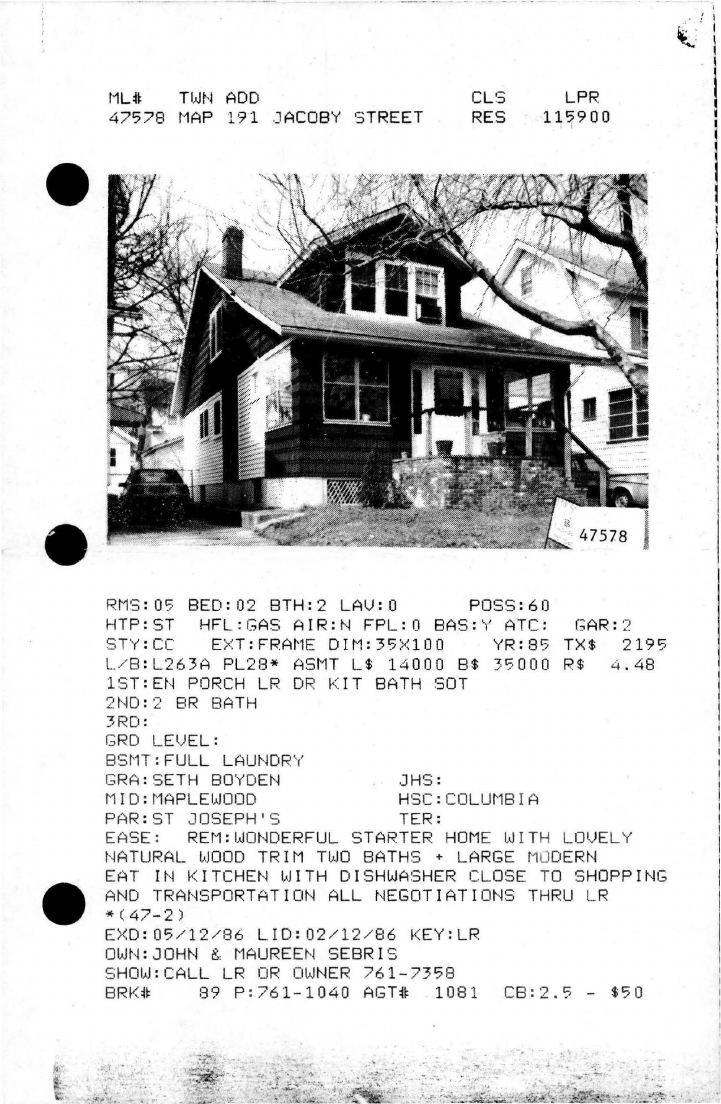 ML# TWN ADD CLS LPR
47578 MAP 191 JACOBY STREET RES 115900
47578
RMS:05 BED:02 BTH:2 LAV:0 POSS:60
HTP:ST HFL:GAS AIR:N FPL:0 BAS:Y ATC: GAR:2
STY:CC EXT:FRAME DIM:35X100 YR:85 TX$ 2195
L/B:L263A PL28* ASMT L$ 14000 B$ 35000 R$ 4.48
1ST:EN PORCH LR DR KIT BATH SOT
2ND:2 BR BATH
3RD:
GRD LEVEL:
BSMT:FULL LAUNDRY
GRA:SETH BOYDEN JHS:
MID:MAPLEWOOD HSC:COLUMBIA
PAR:ST JOSEPH'S TER:
EASE: REM:WONDERFUL STARTER HOME WITH LOVELY
NATURAL WOOD TRIM TWO BATHS + LARGE MODERN
EAT IN KITCHEN WITH DISHWASHER CLOSE TO SHOPPING
AND TRANSPORTATION ALL NEGOTIATIONS THRU LR
*(47-2)
EXD:05/12/86 LID:02/12/86 KEY:LR
OWN:JOHN & MAUREEN SEBRIS
SHOW:CALL LR OR OWNER 761-7358
BRK# 89 P:761-1040 AGT# 1081 CB:2.5 - $50